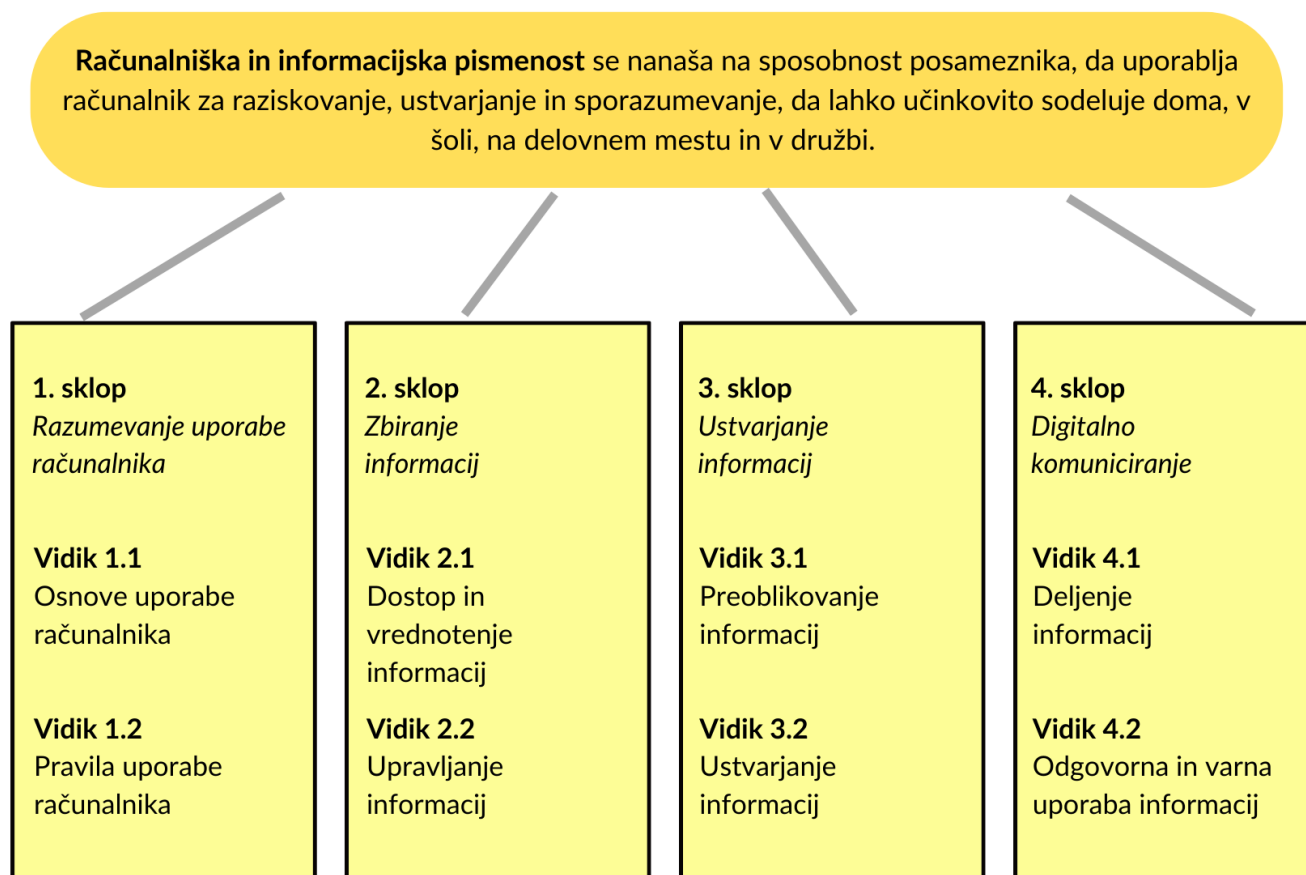 Računalniška in informacijska pismenost se nanaša na sposobnost posameznika, da uporablja
računalnik za raziskovanje, ustvarjanje in sporazumevanje, da lahko učinkovito sodeluje doma, v
šoli, na delovnem mestu in v družbi.
1. sklop
Razumevanje uporabe
računalnika
Vidik 1.1
Osnove uporabe
računalnika
Vidik 1.2
Pravila uporabe
računalnika
2. sklop
Zbiranje
informacij
Vidik 2.1
Dostop in
vrednotenje
informacij
Vidik 2.2
Upravljanje
informacij
3. sklop
Ustvarjanje
informacij
Vidik 3.1
Preoblikovanje
informacij
Vidik 3.2
Ustvarjanje
informacij
4. sklop
Digitalno
komuniciranje
Vidik 4.1
Deljenje
informacij
Vidik 4.2
Odgovorna in varna
uporaba informacij